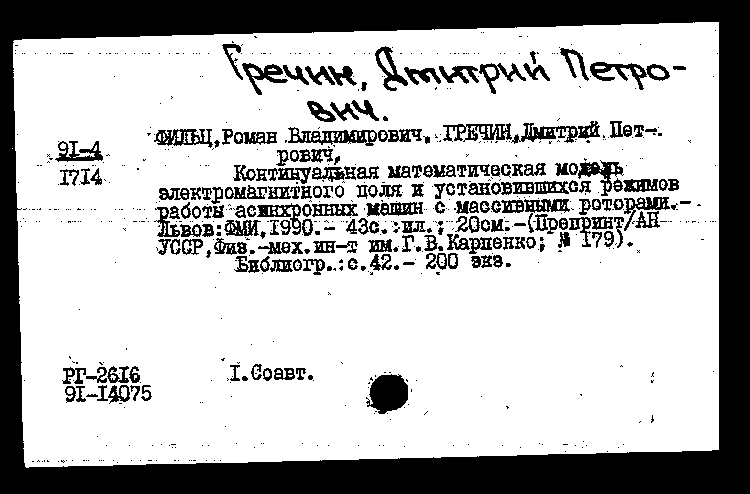 Гречин, Дмитрий Петро-
вич.
91-4
1714
ФИЛЬЦ, Роман Владимирович, ГРЕЧИН, Дмитрий Пет-
рович,
Континуальная математическая модель
электромагнитного поля и установившихся режимов
работы асинхронных машин с массивными роторами.-
Львов: ФМИ, 1990.- 43с.:ил.; 20см.-(Препринт/АН
УССР, Физ.-мех.ин-т им.Г.В.Карпенко; № 179).
Библиогр.:с.42.- 200 экз.
РГ-2616
91-14075
1.Соавт.